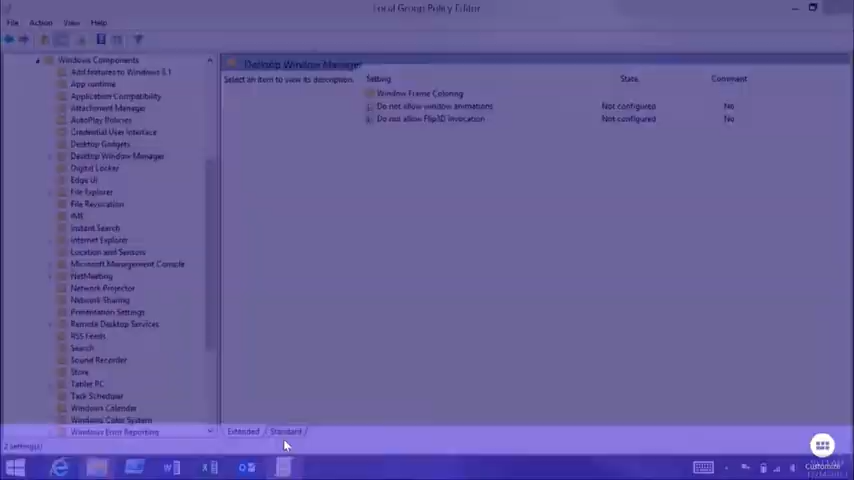 Local Group Policy Editor
File Action View Help
Windows Components
Add features to Windows 8.1
App runtime
Application Compatibility
Attachment Manager
AutoPlay Policies
Credential User Interface
Desktop Gadgets
Desktop Window Manager
Digital Locker
Edge UI
File Explorer
File Revocation
IME
Instant Search
Internet Explorer
Location and Sensors
Microsoft Management Consple
NetMeeting
Network Projector
Network Sharing
Presentation Settings
Remote Desktop Services
RSS Feeds
Search
Sound Recorder
Store
Tablet PC
Task Scheduler
Windows Calendar
Windows Color System
Windows Error Reporting
Desktop Window Manager
Select an item to view its description.
Setting State Comment
Window Frame Coloring
Do not allow window animations Not configured No
Do not allow Flip3D invocation Not configured No
Extended Standard
2 setting(s)
Customize